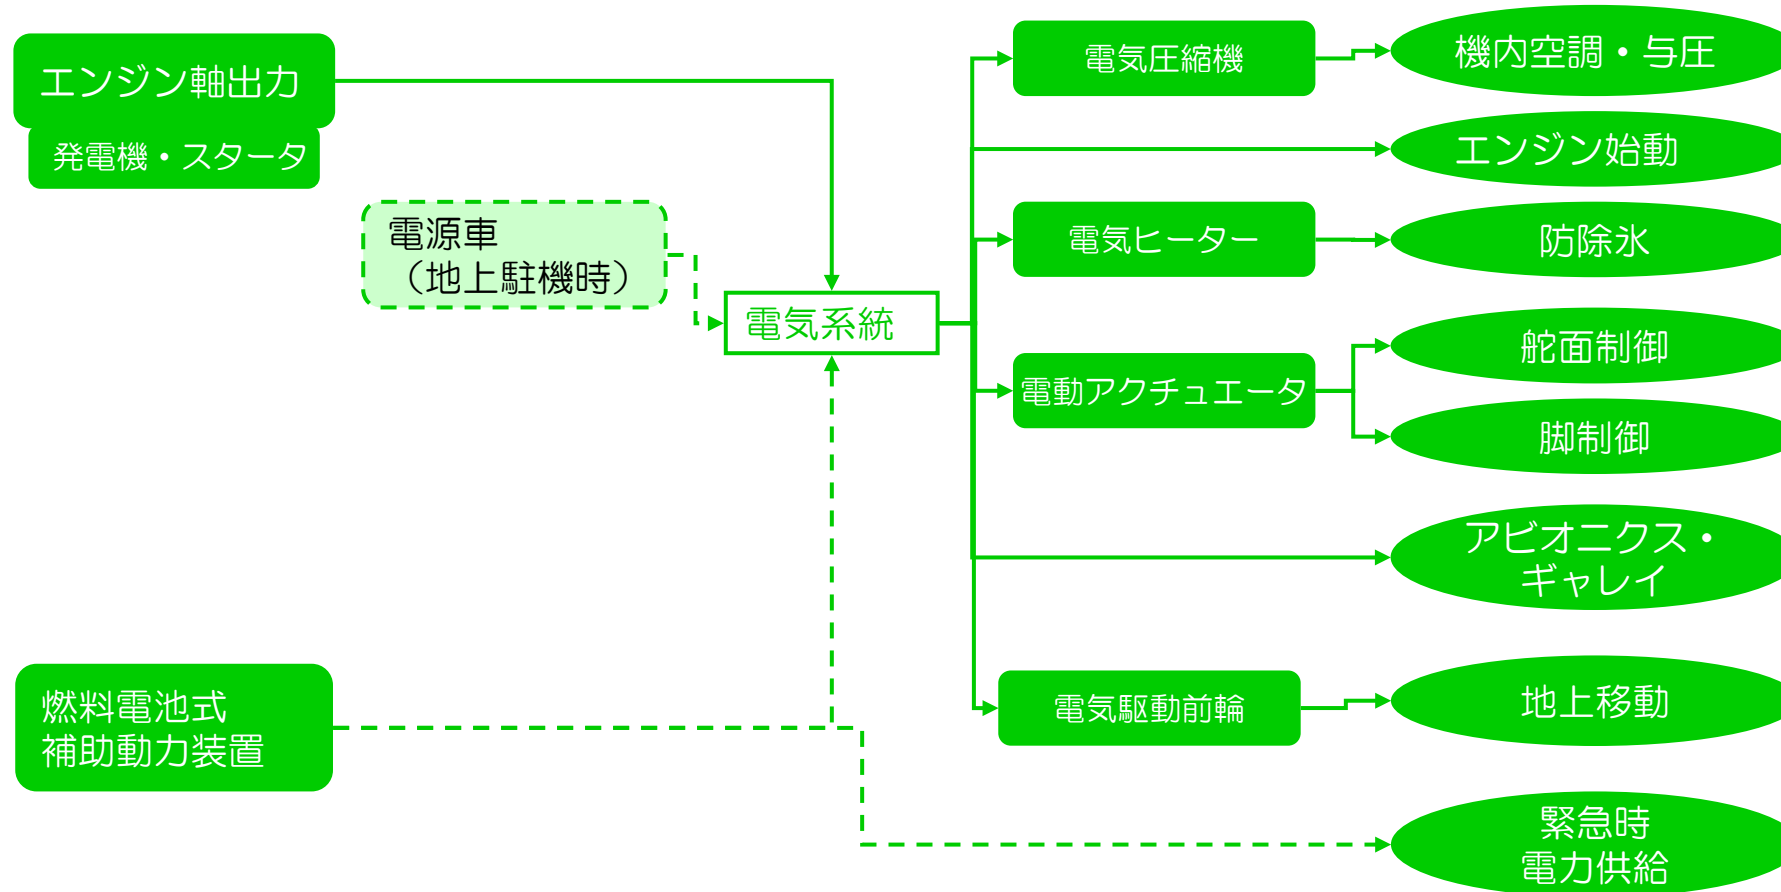 エンジン軸出力
発電機・スタータ
電源車
（地上駐機時）
電気系統
燃料電池式
補助動力装置
電気圧縮機
電気ヒーター
電動アクチュエータ
電気駆動前輪
機内空調・与圧
エンジン始動
防除氷
舵面制御
脚制御
アビオニクス・
ギャレイ
地上移動
緊急時
電力供給